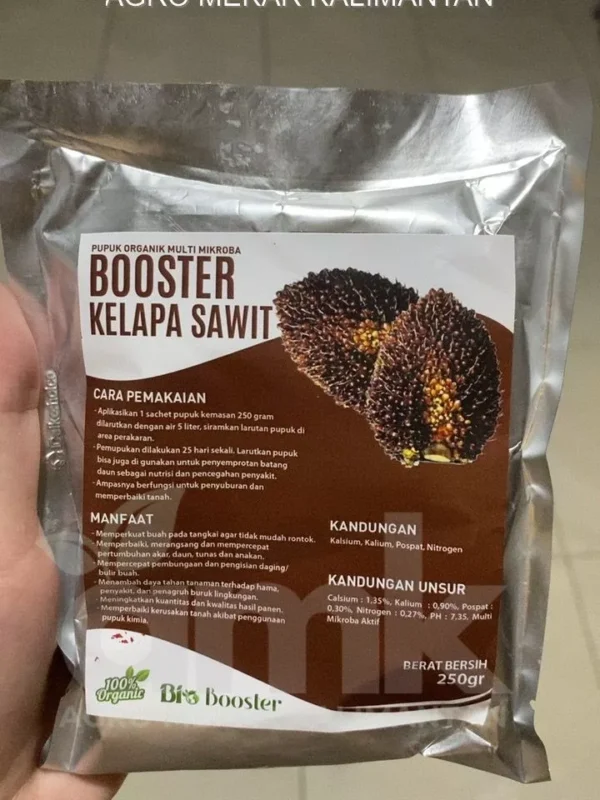 AGRO MEKAR KALIMANTAN
PUPUK ORGANIK MULTI MIKROBA
BOOSTER
KELAPA SAWIT
CARA PEMAKAIAN
-Aplikasikan 1 sachet pupuk kemasan 250 gram
dilarutkan dengan air 5 liter, siramkan larutan pupuk di
area perakaran.
-Pemupukan dilakukan 25 hari sekali. Larutkan pupuk
bisa juga di gunakan untuk penyemprotan batang
daun sebagai nutrisi dan pencegahan penyakit.
-Ampasnya berfungsi untuk penyuburan dan
memperbaiki tanah.
MANFAAT
- Memperkuat buah pada tangkai agar tidak mudah rontok.
- Memperbaiki, merangsang dan mempercepat
pertumbuhan akar, daun, tunas dan anakan.
- Mempercepat pembungaan dan pengisian daging/
bulir buah.
- Menambah daya tahan tanaman terhadap hama,
penyakit, dan penagruh buruk lingkungan.
Meningkatkan kuantitas dan kwalitas hasil panen.
- Memperbaiki kerusakan tanah akibat penggunaan
pupuk kimia.
KANDUNGAN
Kalsium, Kalium, Pospat, Nitrogen
KANDUNGAN UNSUR
Calsium : 1,35%, Kalium : 0,90%, Pospat :
0,30%, Nitrogen : 0,27%, PH : 7,35, Multi
Mikroba Aktif
BERAT BERSIH
250gr
100%
Organic
Bio Booster
amk